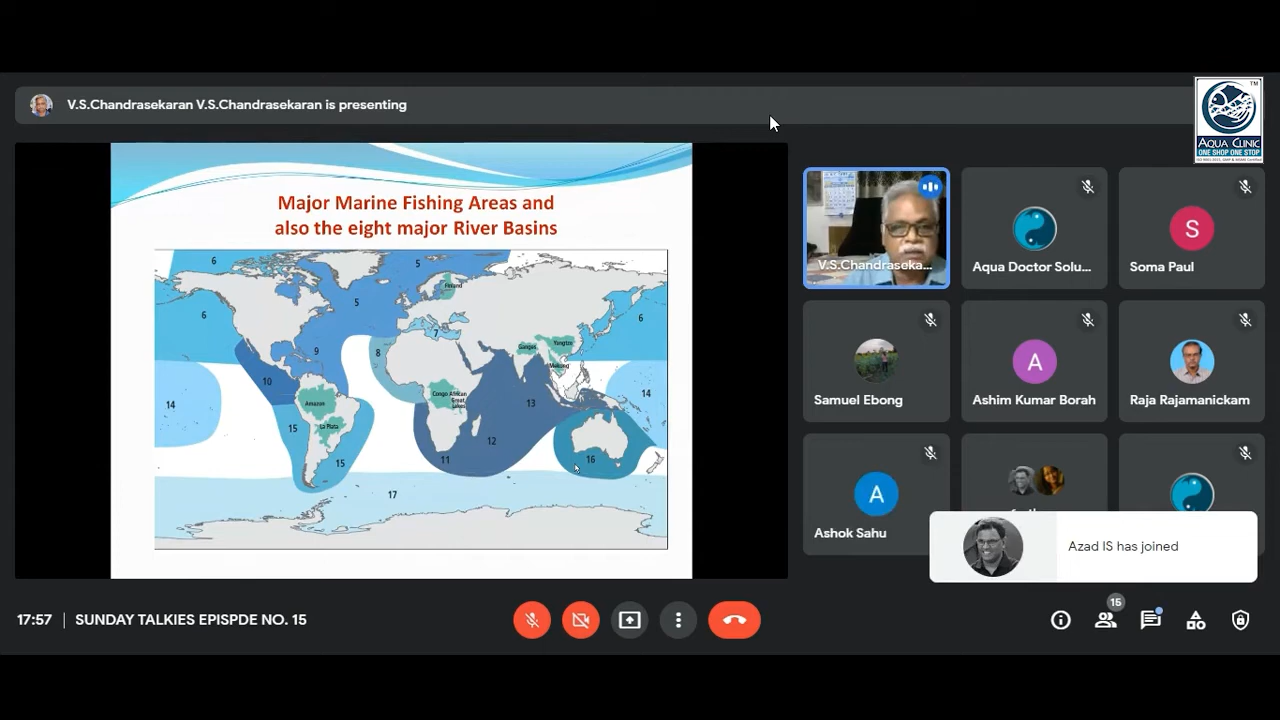 V.S.Chandrasekaran V.S.Chandrasekaran is presenting
TM
AQUA CLINIC
ONE SHOP ONE STOP
Major Marine Fishing Areas and
also the eight major River Basins
6
5
6
5
6
7
9
8
10
13
14
14
15
12
15
11
16
17
Finland
Ganges
Yangtze
Mekong
Amazon
La Plata
Congo African
Great
Lakes
V.S.Chandraseka...
Aqua Doctor Solu...
Soma Paul
S
Samuel Ebong
A
Ashim Kumar Borah
Raja Rajamanickam
A
Ashok Sahu
Azad IS has joined
17:57
SUNDAY TALKIES EPISPDE NO. 15
15